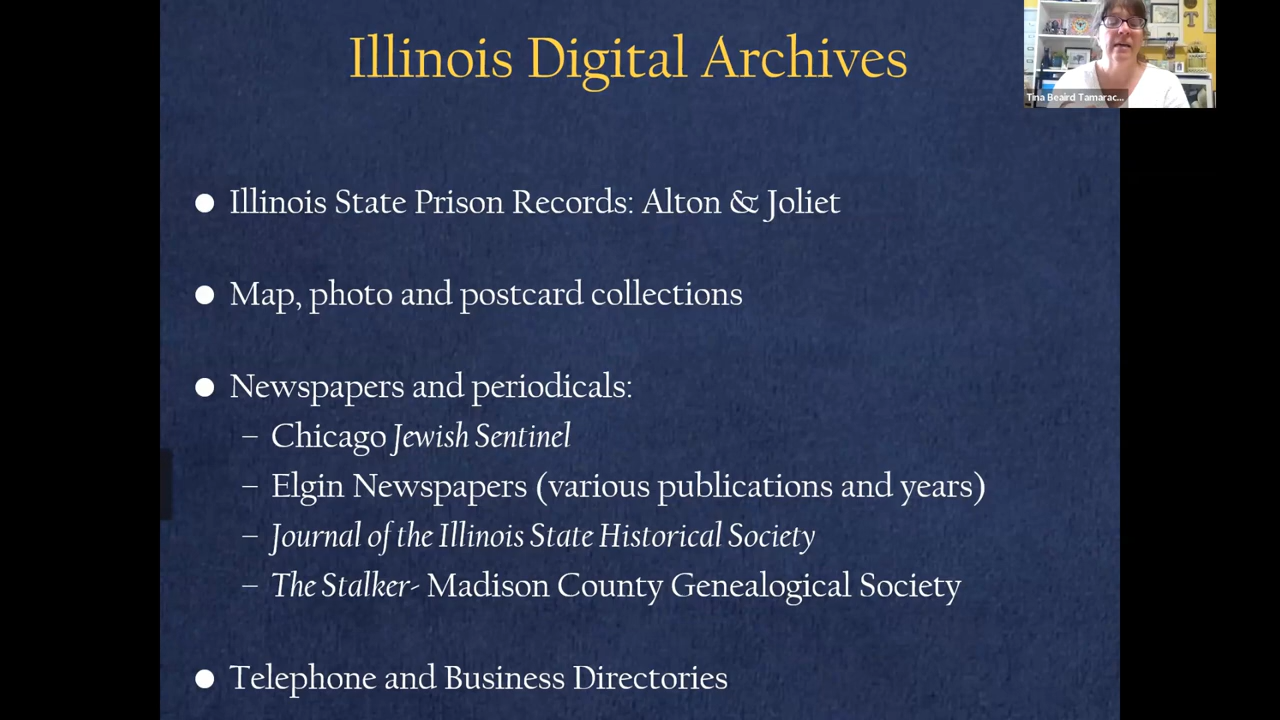 Illinois Digital Archives
Tina Beaird Tamarac...
● Illinois State Prison Records: Alton & Joliet
● Map, photo and postcard collections
● Newspapers and periodicals:
– Chicago Jewish Sentinel
– Elgin Newspapers (various publications and years)
– Journal of the Illinois State Historical Society
– The Stalker- Madison County Genealogical Society
● Telephone and Business Directories